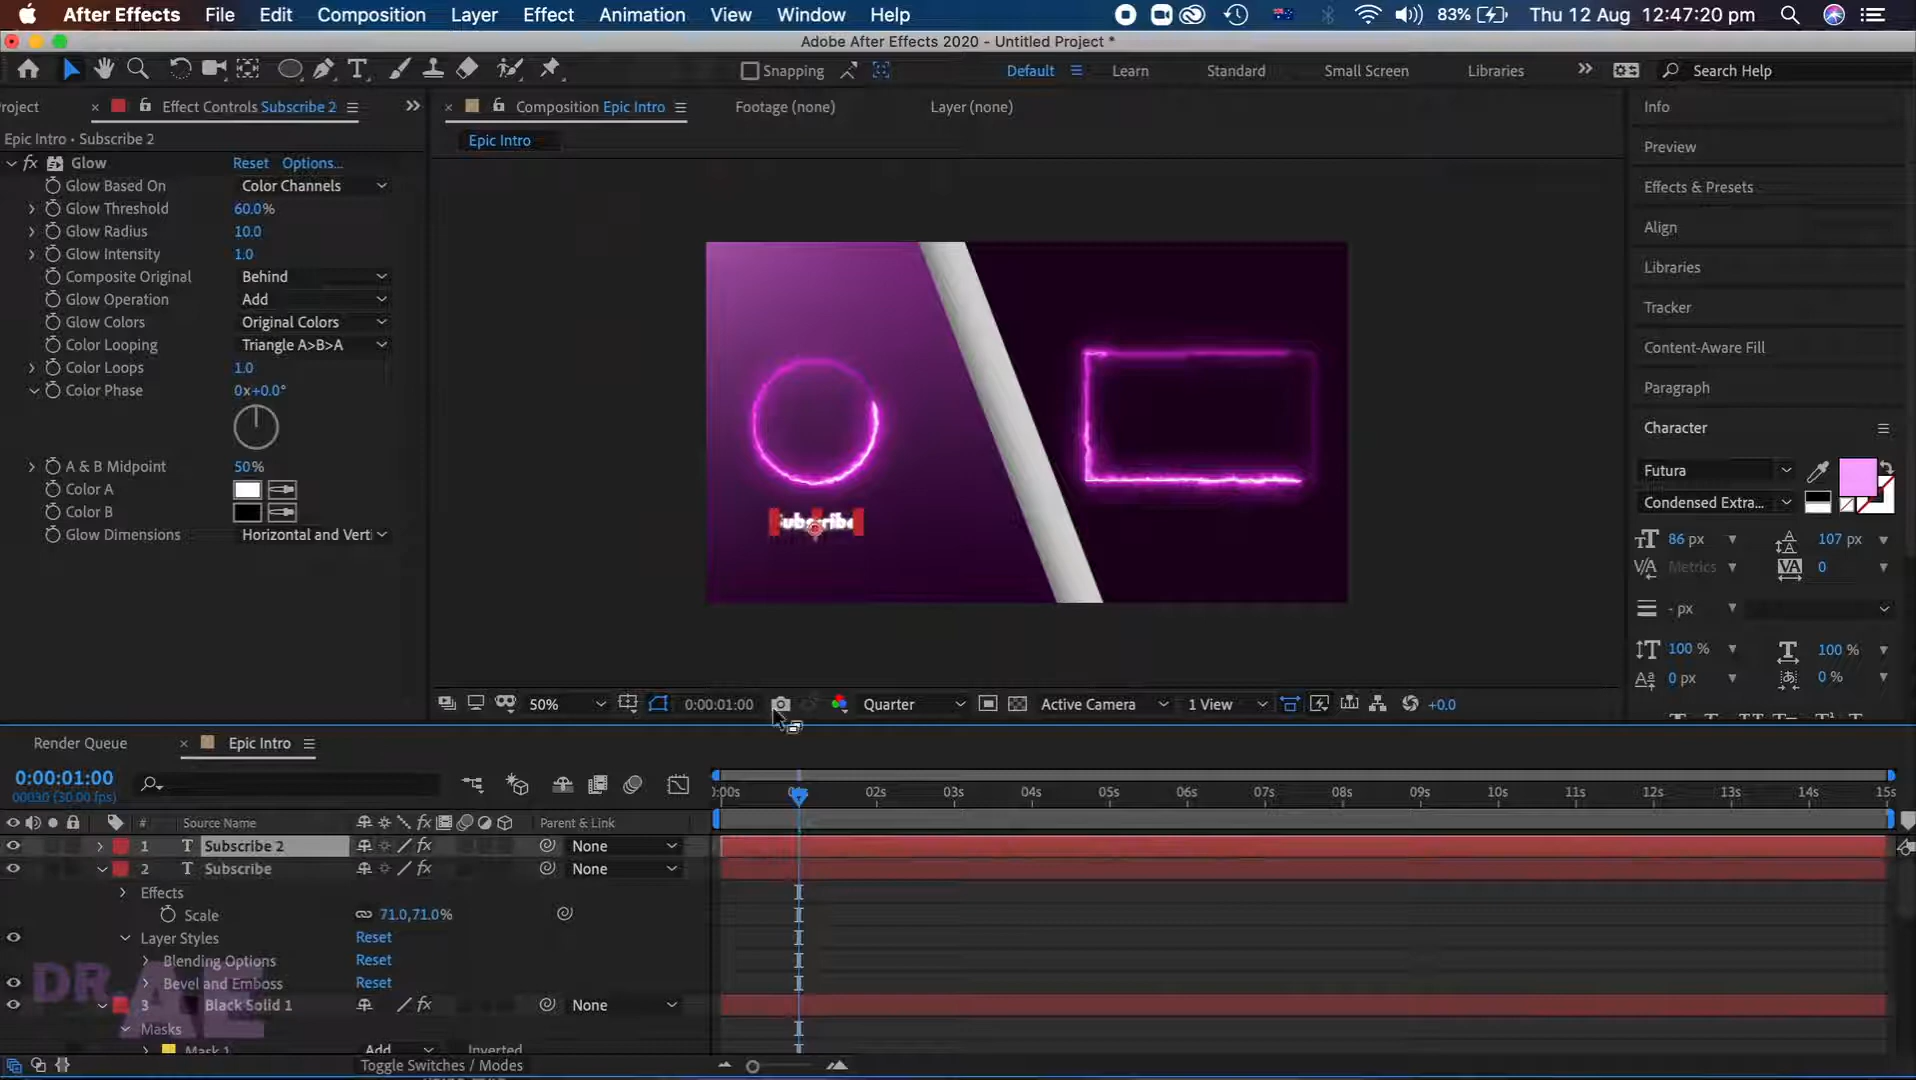 After Effects File Edit Composition Layer Effect Animation View Window Help 83% Thu 12 Aug 12:47:20 pm
Adobe After Effects 2020 - Untitled Project *
Snapping Default Learn Standard Small Screen Libraries Search Help
roject Effect Controls Subscribe 2 Composition Epic Intro Footage (none) Layer (none) Info
Epic Intro • Subscribe 2
Epic Intro
Preview
fx Glow Reset Options...
Glow Based On Color Channels
Effects & Presets
Glow Threshold 60.0%
Glow Radius 10.0
Align
Glow Intensity 1.0
Composite Original Behind
Libraries
Glow Operation Add
Tracker
Glow Colors Original Colors
Color Looping Triangle A>B>A
Content-Aware Fill
Color Loops 1.0
Color Phase 0x+0.0°
Paragraph
Character
A & B Midpoint 50%
Futura
Color A
Condensed Extra...
Color B
Glow Dimensions Horizontal and Verti
Subscribe
86 px 107 px
Metrics 0
- px
100 % 100 %
0 px 0 %
50% 0:00:01:00 Quarter Active Camera 1 View +0.0
Render Queue Epic Intro
0:00:01:00
00030 (30.00 fps)
):00s 02s 03s 04s 05s 06s 07s 08s 09s 10s 11s 12s 13s 14s 15s
# Source Name fx Parent & Link
1 T Subscribe 2 fx None
2 T Subscribe fx None
Effects
Scale 71.0,71.0%
Layer Styles Reset
Blending Options Reset
Bevel and Emboss Reset
3 Black Solid 1 fx None
DR.AE
Masks
Mask 1 Add Inverted
Toggle Switches / Modes